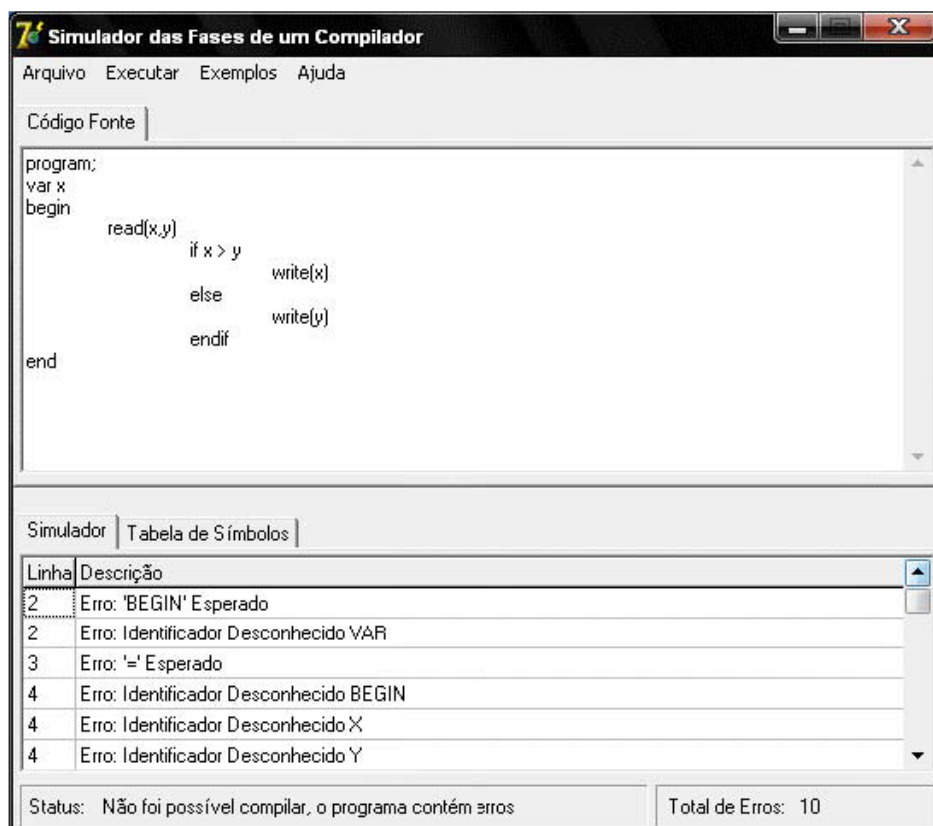 Simulador das Fases de um Compilador
Arquivo Executar Exemplos Ajuda
Código Fonte
program;
var x
begin
read(x,y)
if x > y
write(x)
else
write(y)
endif
end
Simulador Tabela de Símbolos
Linha Descrição
2 Erro: 'BEGIN' Esperado
2 Erro: Identificador Desconhecido VAR
3 Erro: '=' Esperado
4 Erro: Identificador Desconhecido BEGIN
4 Erro: Identificador Desconhecido X
4 Erro: Identificador Desconhecido Y
Status: Não foi possível compilar, o programa contém erros Total de Erros: 10